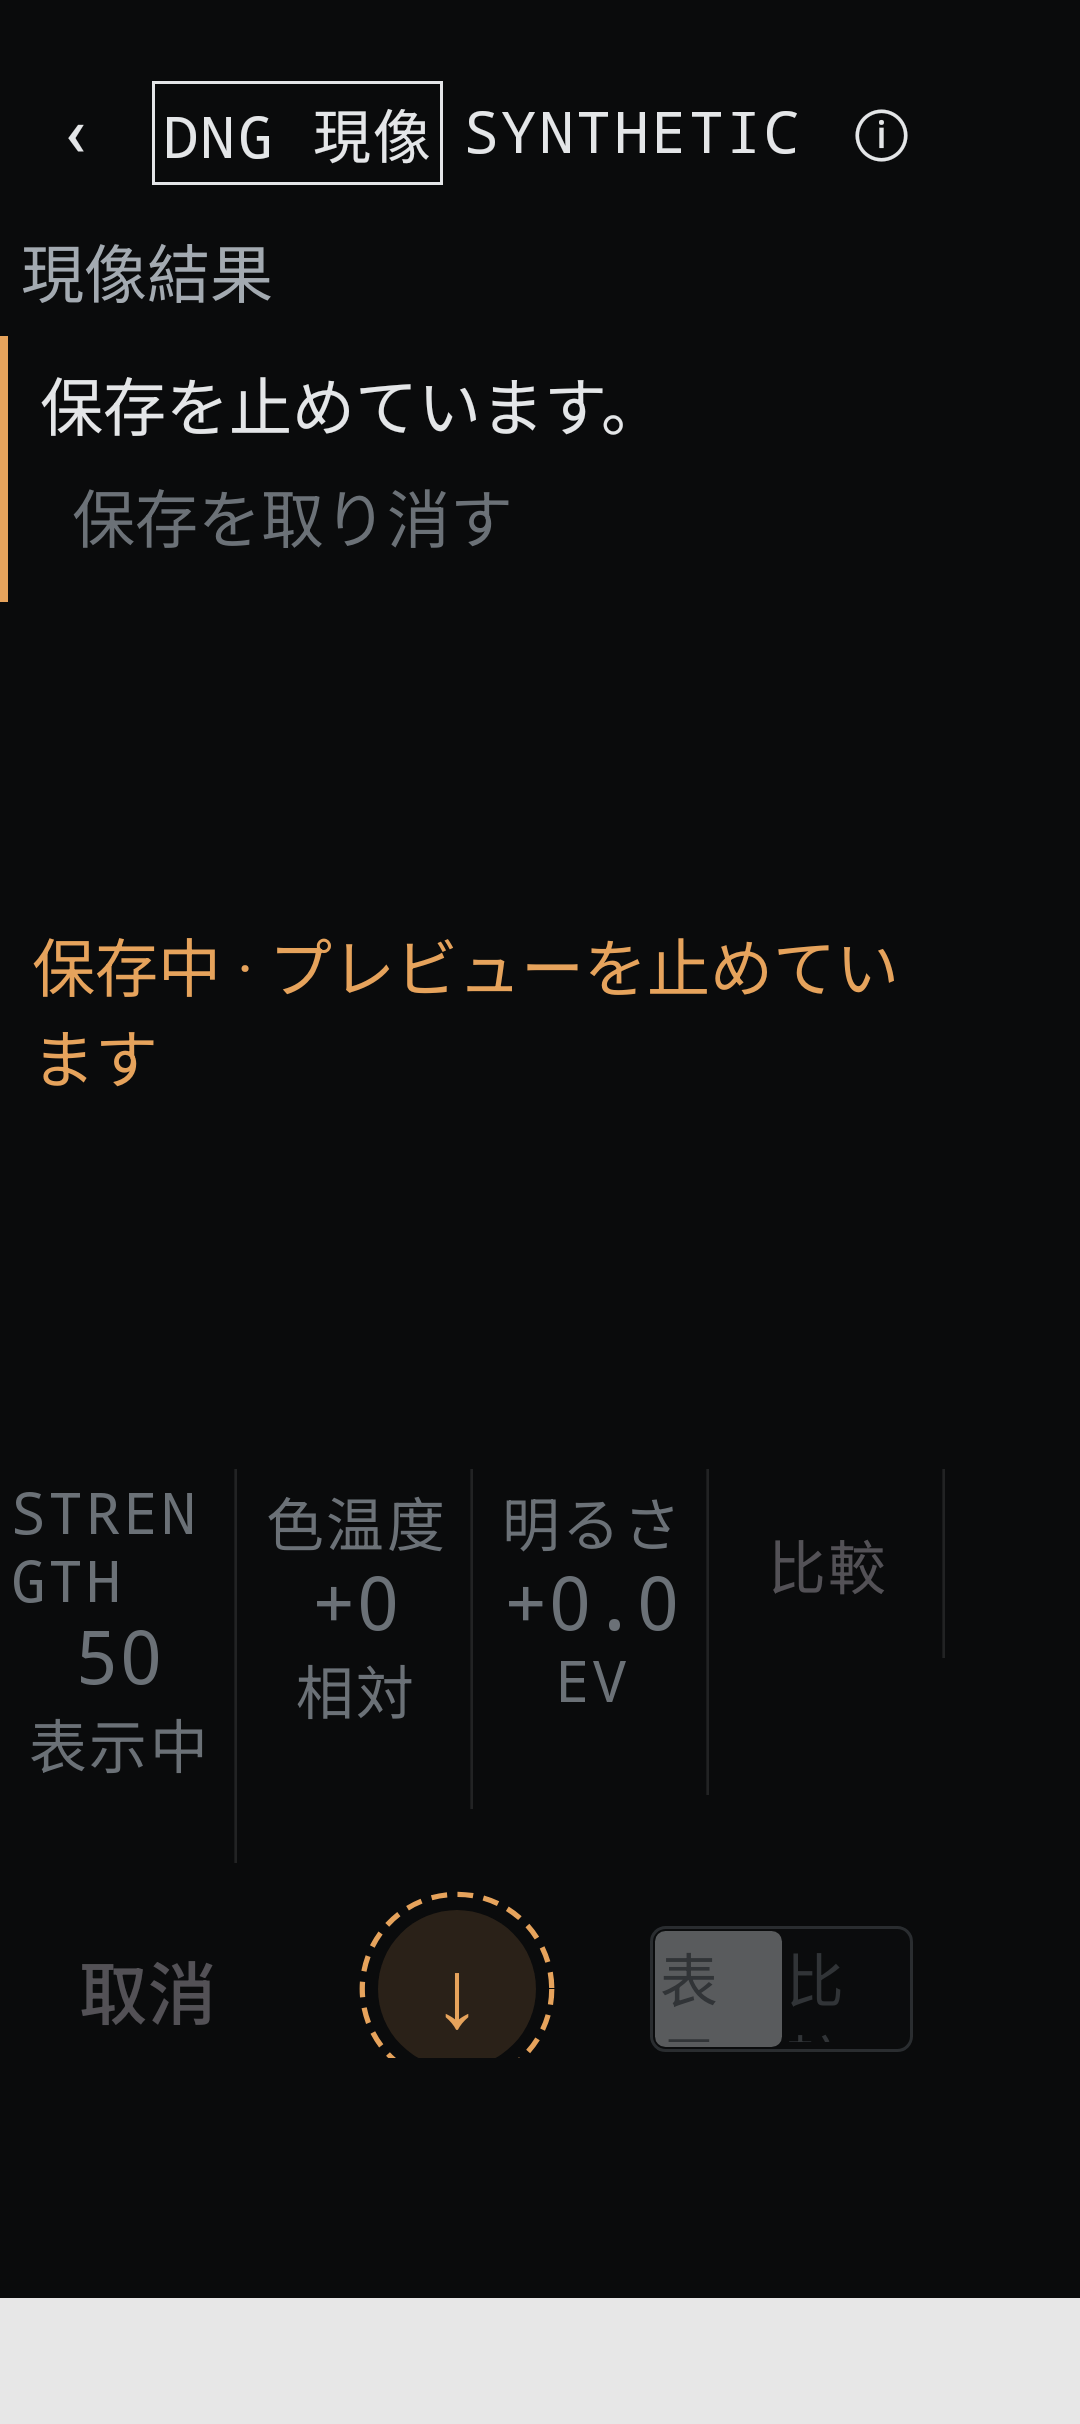 ‹ DNG 現像 SYNTHETIC ⓘ
現像結果
保存を止めています。
保存を取り消す
保存中 · プレビューを止めてい
ます
STREN
GTH
50
表示中
色温度
+0
相対
明るさ
+0.0
EV
比較
取消
↓
表
比